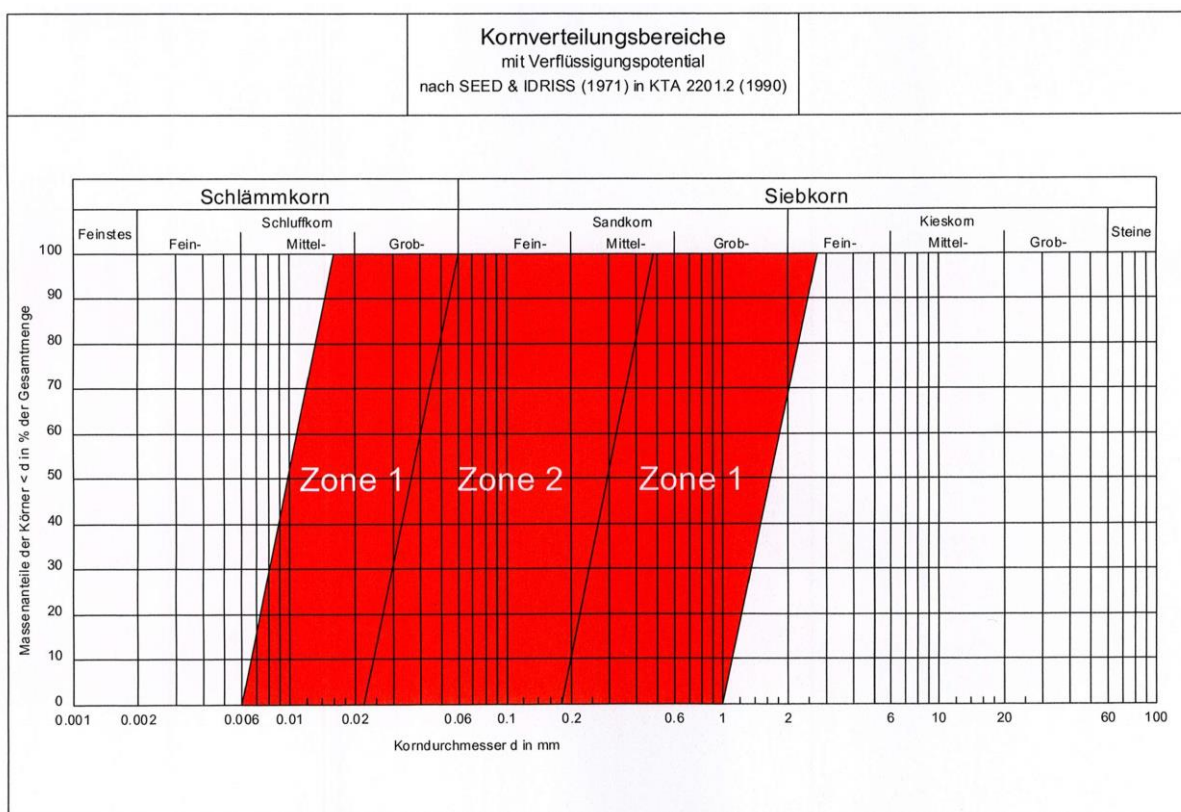 Kornverteilungsbereiche
mit Verflüssigungspotential
nach SEED & IDRISS (1971) in KTA 2201.2 (1990)
Schlämmkorn Siebkorn
Feinstes Schluffkorn Sandkorn Kieskorn Steine
Fein- Mittel- Grob- Fein- Mittel- Grob- Fein- Mittel- Grob-
100
90
80
70
60
50
40
30
20
10
0
Massenanteile der Körner < d in % der Gesamtmenge
Zone 1 Zone 2 Zone 1
0.001 0.002 0.006 0.01 0.02 0.06 0.1 0.2 0.6 1 2 6 10 20 60 100
Korndurchmesser d in mm